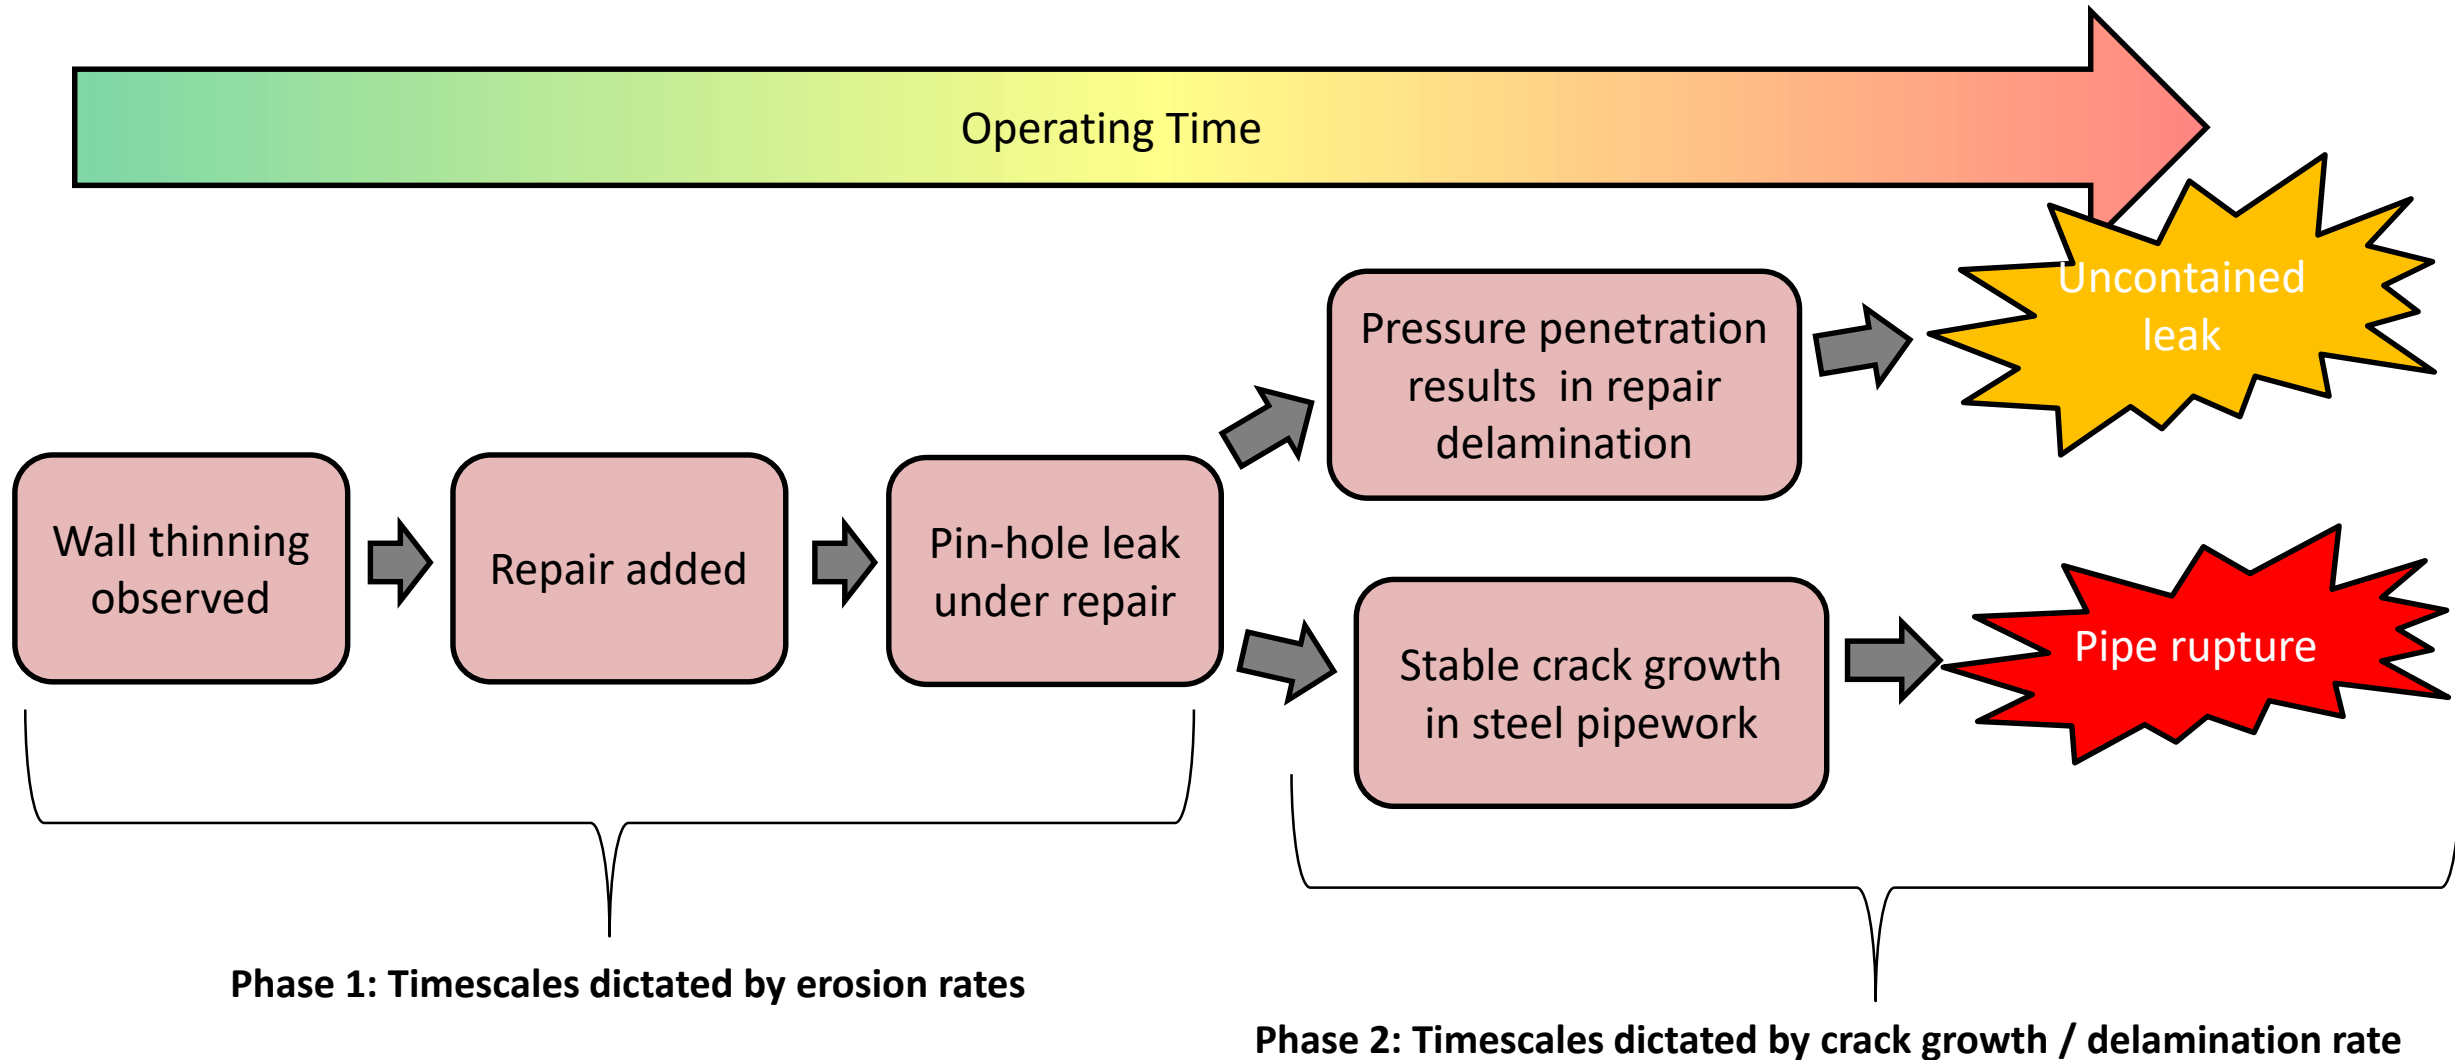 Operating Time
Uncontained
leak
Pressure penetration
results  in repair
delamination
Wall thinning
observed
Repair added
Pin-hole leak
under repair
Stable crack growth
in steel pipework
Pipe rupture
Phase 1: Timescales dictated by erosion rates
Phase 2: Timescales dictated by crack growth / delamination rate